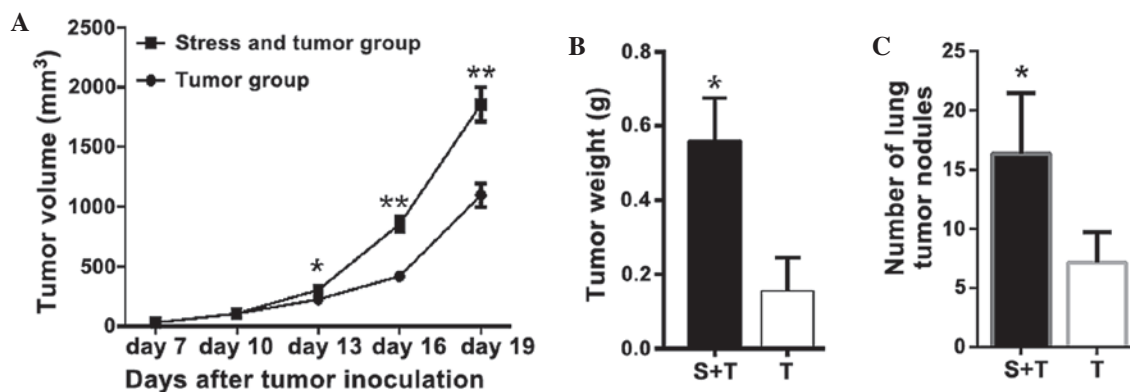 A
Tumor volume (mm³)
2500
2000
1500
1000
500
0
Stress and tumor group
Tumor group
*
**
**
day 7 day 10 day 13 day 16 day 19
Days after tumor inoculation
B
Tumor weight (g)
0.8
0.6
0.4
0.2
0.0
*
S+T T
C
Number of lung
tumor nodules
25
20
15
10
5
0
*
S+T T